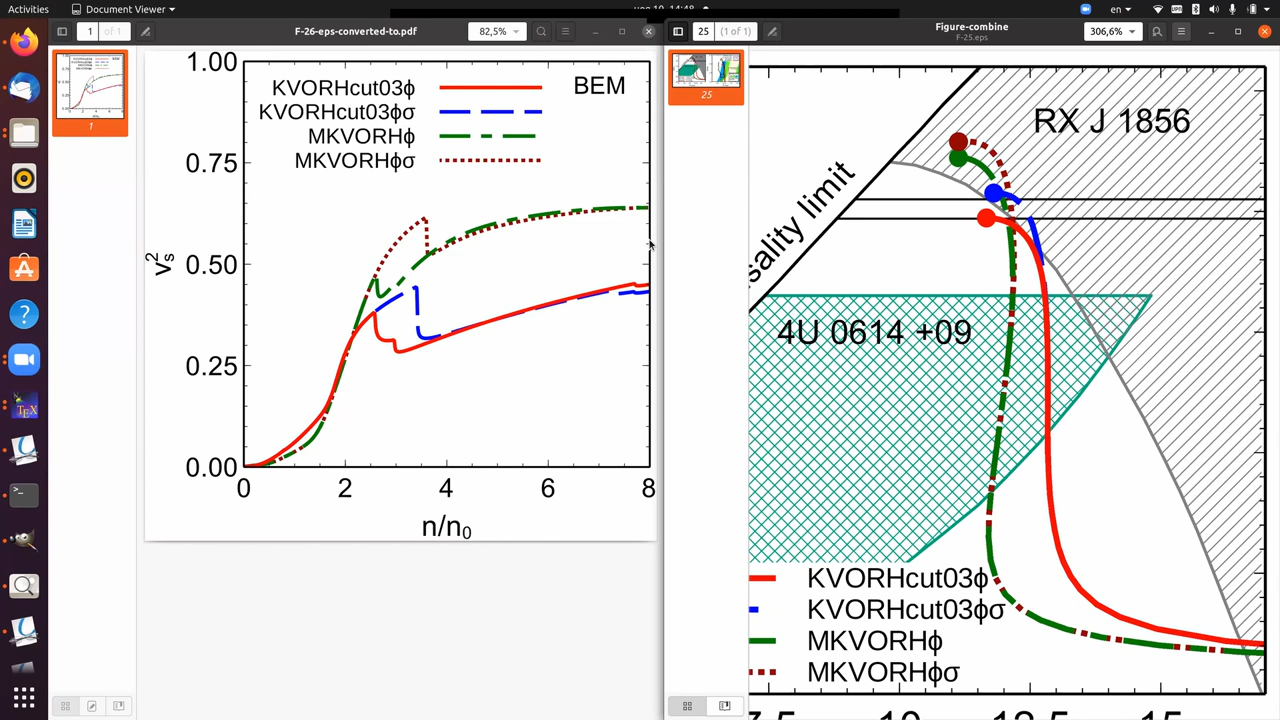 Activities
Document Viewer
en
1 of 1
F-26-eps-converted-to.pdf
82,5%
1
1.00
0.75
0.50
0.25
0.00
0
2
4
6
8
v²s
n/n0
KVORHcut03ϕ
KVORHcut03ϕσ
MKVORHϕ
MKVORHϕσ
BEM
25 (1 of 1)
Figure-combine
F-25.eps
306,6%
25
RX J 1856
sality limit
4U 0614 +09
KVORHcut03ϕ
KVORHcut03ϕσ
MKVORHϕ
MKVORHϕσ